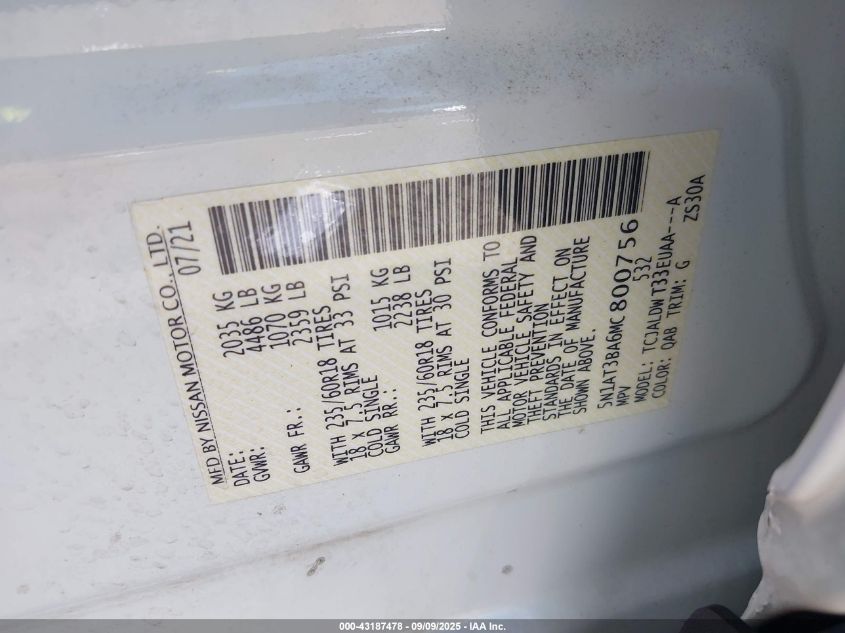 MFD BY NISSAN MOTOR CO., LTD.
DATE: 07/21
GVWR: 2035 KG
4486 LB
GAWR FR.: 1070 KG
2359 LB
WITH 235/60R18 TIRES
18 X 7.5 RIMS AT 33 PSI
COLD SINGLE
GAWR RR.: 1015 KG
2238 LB
WITH 235/60R18 TIRES
18 X 7.5 RIMS AT 30 PSI
COLD SINGLE
THIS VEHICLE CONFORMS TO
ALL APPLICABLE FEDERAL
MOTOR VEHICLE SAFETY AND
THEFT PREVENTION
STANDARDS IN EFFECT ON
THE DATE OF MANUFACTURE
SHOWN ABOVE.
5N1AT3BA6MC800756
MPV 532
MODEL: TCJALDWT33EUAA---A
COLOR: QAB TRIM: G ZS30A
000-43187478 - 09/09/2025 - IAA Inc.